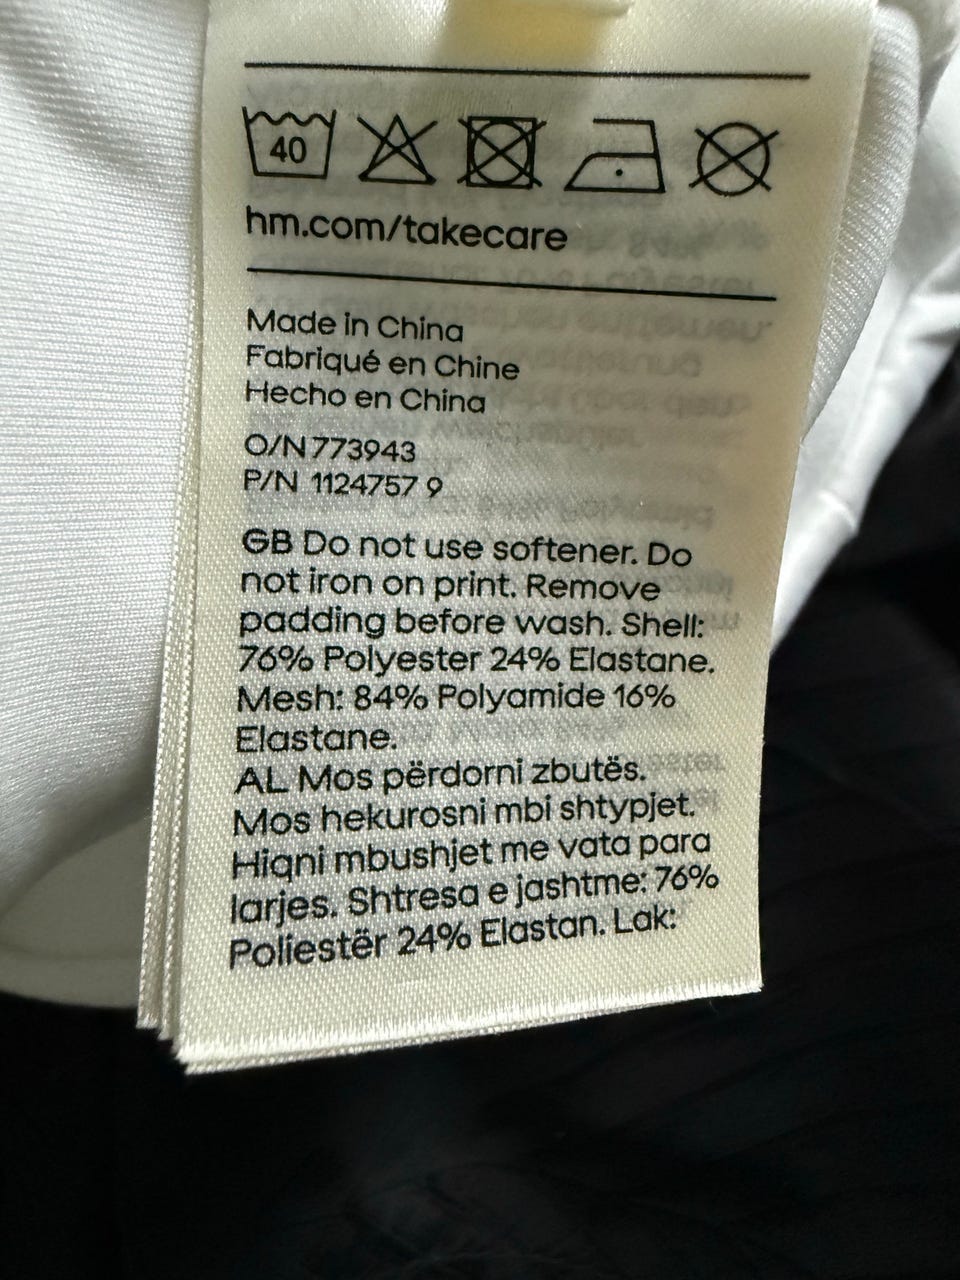 40
hm.com/takecare
Made in China
Fabriqué en Chine
Hecho en China
O/N 773943
P/N 1124757 9
GB Do not use softener. Do
not iron on print. Remove
padding before wash. Shell:
76% Polyester 24% Elastane.
Mesh: 84% Polyamide 16%
Elastane.
AL Mos përdorni zbutës.
Mos hekurosni mbi shtypjet.
Hiqni mbushjet me vata para
larjes. Shtresa e jashtme: 76%
Poliestër 24% Elastan. Lak: